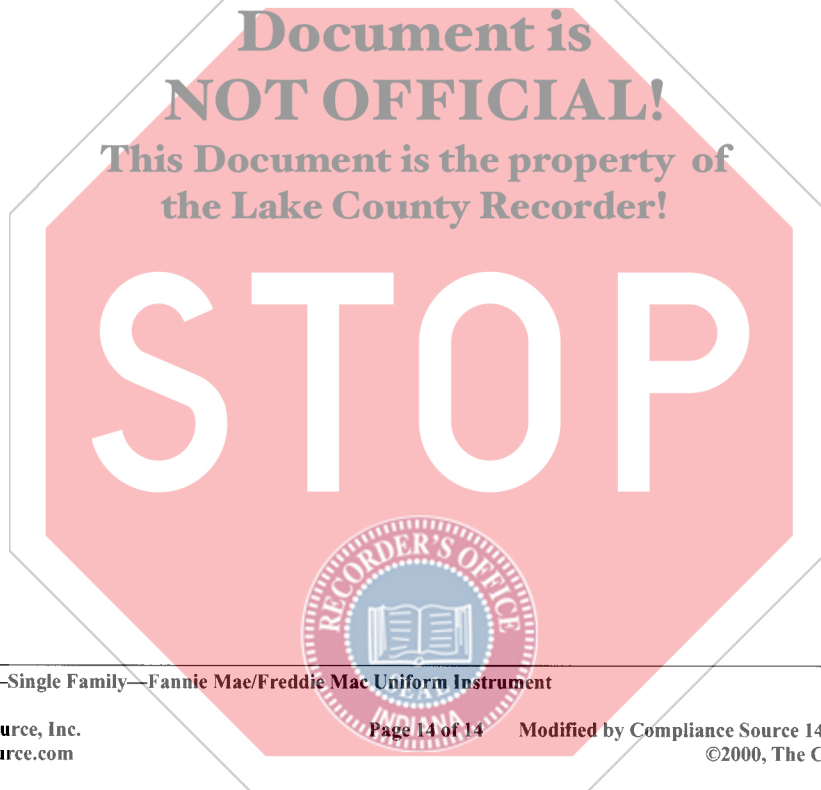 Document is
NOT OFFICIAL!
This Document is the property of
the Lake County Recorder!
STOP
RECORDER'S OFFICE
SEAL
INDIANA
–Single Family—Fannie Mae/Freddie Mac Uniform Instrument
urce, Inc. Page 14 of 14 Modified by Compliance Source 14
urce.com ©2000, The C